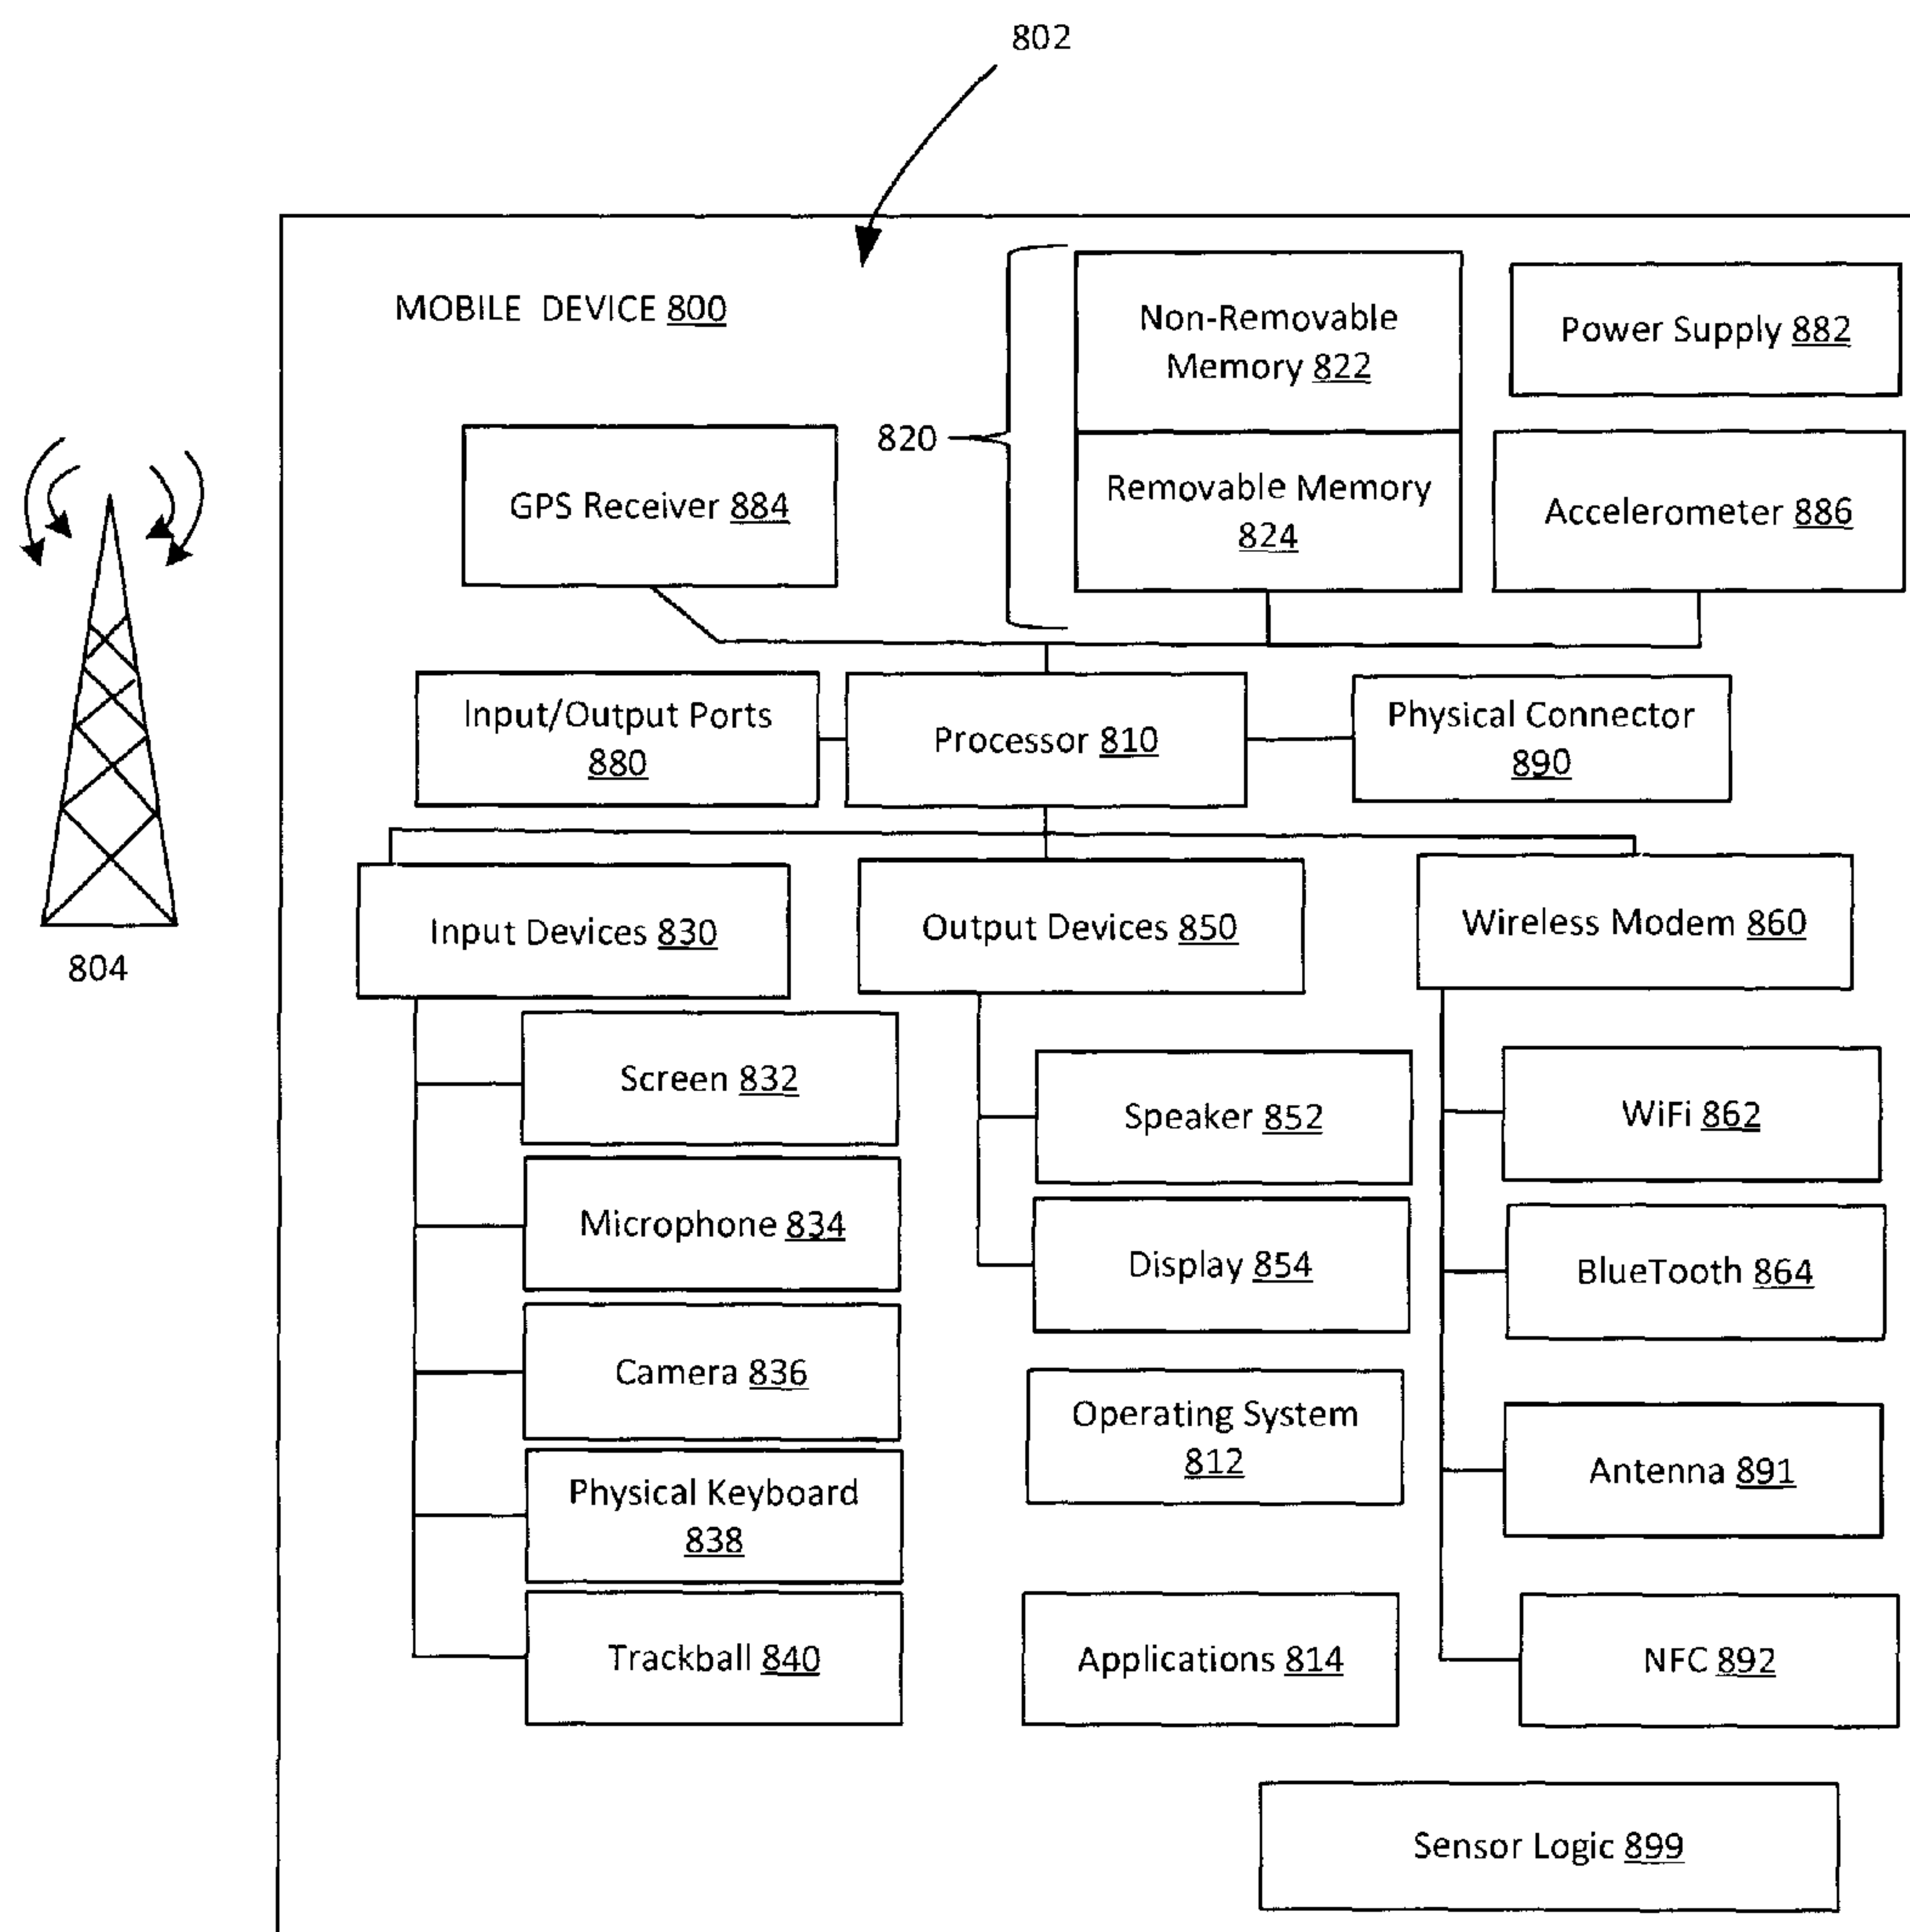 802
MOBILE DEVICE 800
Non-Removable
Memory 822
Power Supply 882
820
GPS Receiver 884
Removable Memory
824
Accelerometer 886
Input/Output Ports
880
Processor 810
Physical Connector
890
Input Devices 830
Output Devices 850
Wireless Modem 860
804
Screen 832
Microphone 834
Camera 836
Physical Keyboard
838
Trackball 840
Speaker 852
Display 854
Operating System
812
Applications 814
WiFi 862
BlueTooth 864
Antenna 891
NFC 892
Sensor Logic 899